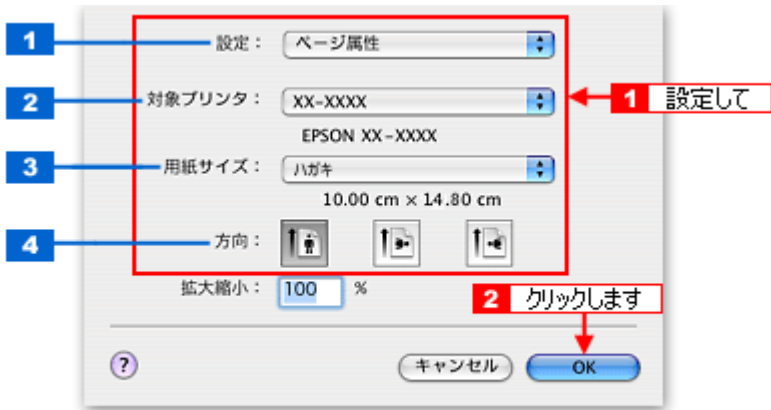 1 設定： ページ属性
2 対象プリンタ： XX-XXXX 1 設定して
EPSON XX-XXXX
3 用紙サイズ： ハガキ
10.00 cm × 14.80 cm
4 方向：
拡大縮小： 100 %
2 クリックします
? キャンセル OK